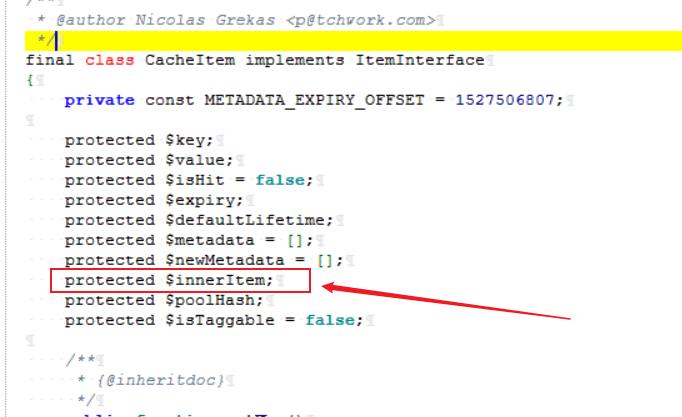 /**
* @author Nicolas Grekas <p@tchwork.com>
*/
final class CacheItem implements ItemInterface
{
private const METADATA_EXPIRY_OFFSET = 1527506807;
protected $key;
protected $value;
protected $isHit = false;
protected $expiry;
protected $defaultLifetime;
protected $metadata = [];
protected $newMetadata = [];
protected $innerItem;
protected $poolHash;
protected $isTaggable = false;
/**
* {@inheritdoc}
*/